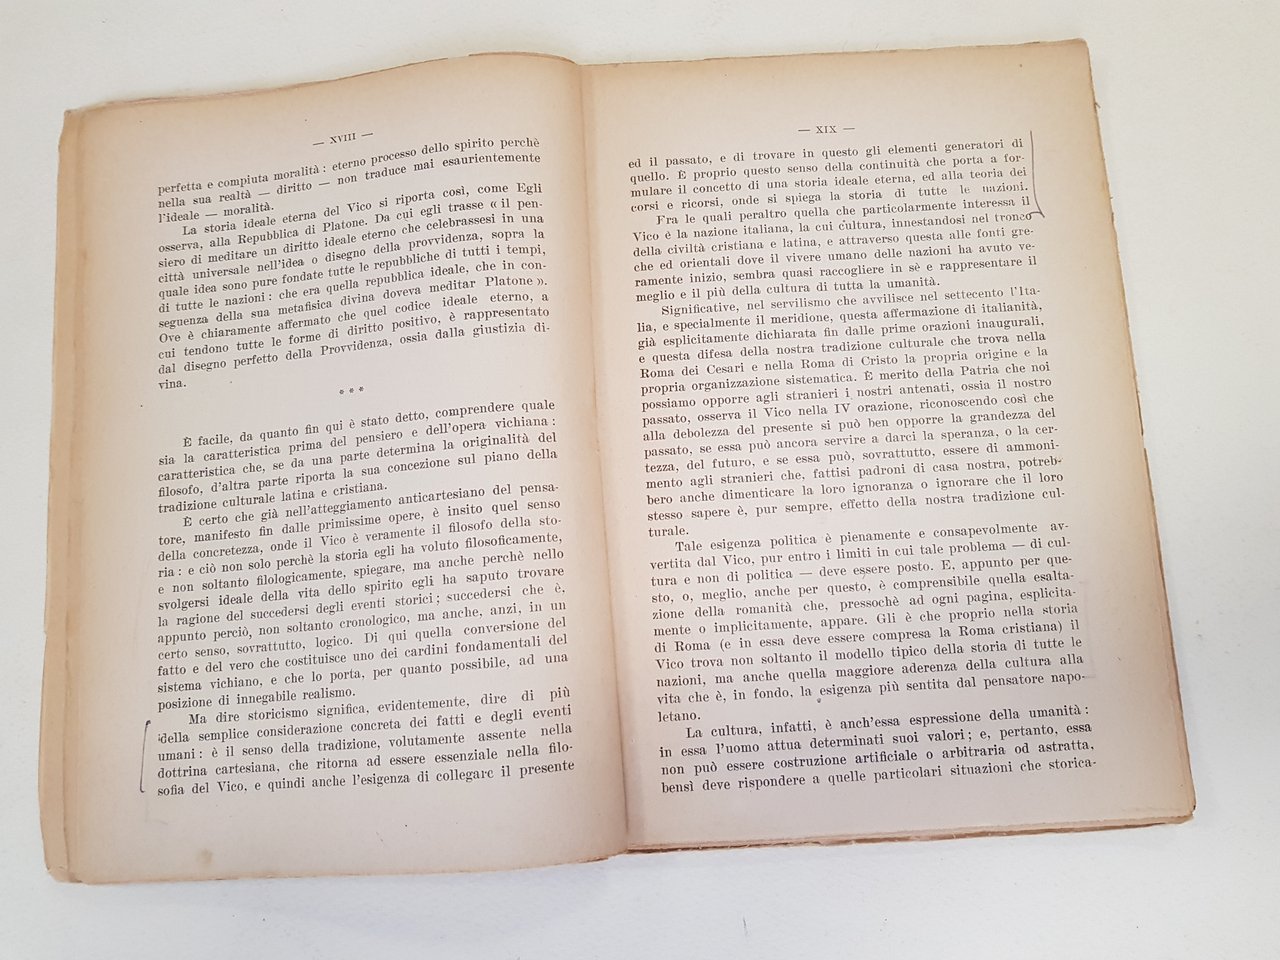 — XVIII —
perfetta e compiuta moralità : eterno processo dello spirito perchè
nella sua realtà — diritto — non traduce mai esaurientemente
l'ideale — moralità.
La storia ideale eterna del Vico si riporta così, come Egli
osserva, alla Repubblica di Platone. Da cui egli trasse « il pen-
siero di meditare un diritto ideale eterno che celebrassesi in una
città universale nell'idea o disegno della provvidenza, sopra la
quale idea sono pure fondate tutte le repubbliche di tutti i tempi,
di tutte le nazioni : che era quella repubblica ideale, che in con-
seguenza della sua metafisica divina doveva meditar Platone ».
Ove è chiaramente affermato che quel codice ideale eterno, a
cui tendono tutte le forme di diritto positivo, è rappresentato
dal disegno perfetto della Provvidenza, ossia dalla giustizia di-
vina.
* * *
È facile, da quanto fin qui è stato detto, comprendere quale
sia la caratteristica prima del pensiero e dell'opera vichiana :
caratteristica che, se da una parte determina la originalità del
filosofo, d'altra parte riporta la sua concezione sul piano della
tradizione culturale latina e cristiana.
È certo che già nell'atteggiamento anticartesiano del pensa-
tore, manifesto fin dalle primissime opere, è insito quel senso
della concretezza, onde il Vico è veramente il filosofo della sto-
ria : e ciò non solo perchè la storia egli ha voluto filosoficamente,
e non soltanto filologicamente, spiegare, ma anche perchè nello
svolgersi ideale della vita dello spirito egli ha saputo trovare
la ragione del succedersi degli eventi storici ; succedersi che è,
appunto perciò, non soltanto cronologico, ma anche, anzi, in un
certo senso, sovrattutto, logico. Di qui quella conversione del
fatto e del vero che costituisce uno dei cardini fondamentali del
sistema vichiano, e che lo porta, per quanto possibile, ad una
posizione di innegabile realismo.
Ma dire storicismo significa, evidentemente, dire di più
della semplice considerazione concreta dei fatti e degli eventi
umani : è il senso della tradizione, volutamente assente nella
dottrina cartesiana, che ritorna ad essere essenziale nella filo-
sofia del Vico, e quindi anche l'esigenza di collegare il presente
— XIX —
ed il passato, e di trovare in questo gli elementi generatori di
quello. È proprio questo senso della continuità che porta a for-
mulare il concetto di una storia ideale eterna, ed alla teoria dei
corsi e ricorsi, onde si spiega la storia di tutte le nazioni.
Fra le quali peraltro quella che particolarmente interessa il
Vico è la nazione italiana, la cui cultura, innestandosi nel tronco
della civiltà cristiana e latina, e attraverso questa alle fonti gre-
che ed orientali dove il vivere umano delle nazioni ha avuto ve-
ramente inizio, sembra quasi raccogliere in sè e rappresentare il
meglio e il più della cultura di tutta la umanità.
Significative, nel servilismo che avvilisce nel settecento l'Ita-
lia, e specialmente il meridione, questa affermazione di italianità,
già esplicitamente dichiarata fin dalle prime orazioni inaugurali,
e questa difesa della nostra tradizione culturale che trova nella
Roma dei Cesari e nella Roma di Cristo la propria origine e la
propria organizzazione sistematica. È merito della Patria che noi
possiamo opporre agli stranieri i nostri antenati, ossia il nostro
passato, osserva il Vico nella IV orazione, riconoscendo così che
alla debolezza del presente si può ben opporre la grandezza del
passato, se essa può ancora servire a darci la speranza, o la cer-
tezza, del futuro, e se essa può, sovrattutto, essere di ammoni-
mento agli stranieri che, fattisi padroni di casa nostra, potreb-
bero anche dimenticare la loro ignoranza o ignorare che il loro
stesso sapere è, pur sempre, effetto della nostra tradizione cul-
turale.
Tale esigenza politica è pienamente e consapevolmente av-
vertita dal Vico, pur entro i limiti in cui tale problema — di cul-
tura e non di politica — deve essere posto. E, appunto per que-
sto, o, meglio, anche per questo, è comprensibile quella esalta-
zione della romanità che, pressochè ad ogni pagina, esplicita-
mente o implicitamente, appare. Gli è che proprio nella storia
di Roma (e in essa deve essere compresa la Roma cristiana) il
Vico trova non soltanto il modello tipico della storia di tutte le
nazioni, ma anche quella maggiore aderenza della cultura alla
vita che è, in fondo, la esigenza più sentita dal pensatore napo-
letano.
La cultura, infatti, è anch'essa espressione della umanità :
in essa l'uomo attua determinati suoi valori ; e, pertanto, essa
non può essere costruzione artificiale o arbitraria od astratta,
bensì deve rispondere a quelle particolari situazioni che storica-